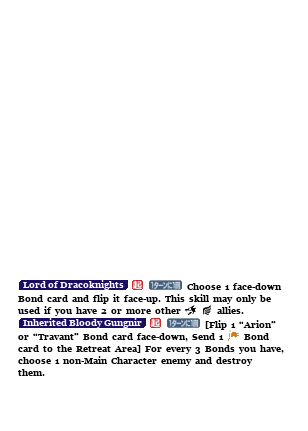 Lord of Dracoknights 起 1ターンに1回 Choose 1 face-down
Bond card and flip it face-up. This skill may only be
used if you have 2 or more other allies.
Inherited Bloody Gungnir 起 1ターンに1回 [Flip 1 “Arion”
or “Travant” Bond card face-down, Send 1 Bond
card to the Retreat Area] For every 3 Bonds you have,
choose 1 non-Main Character enemy and destroy
them.